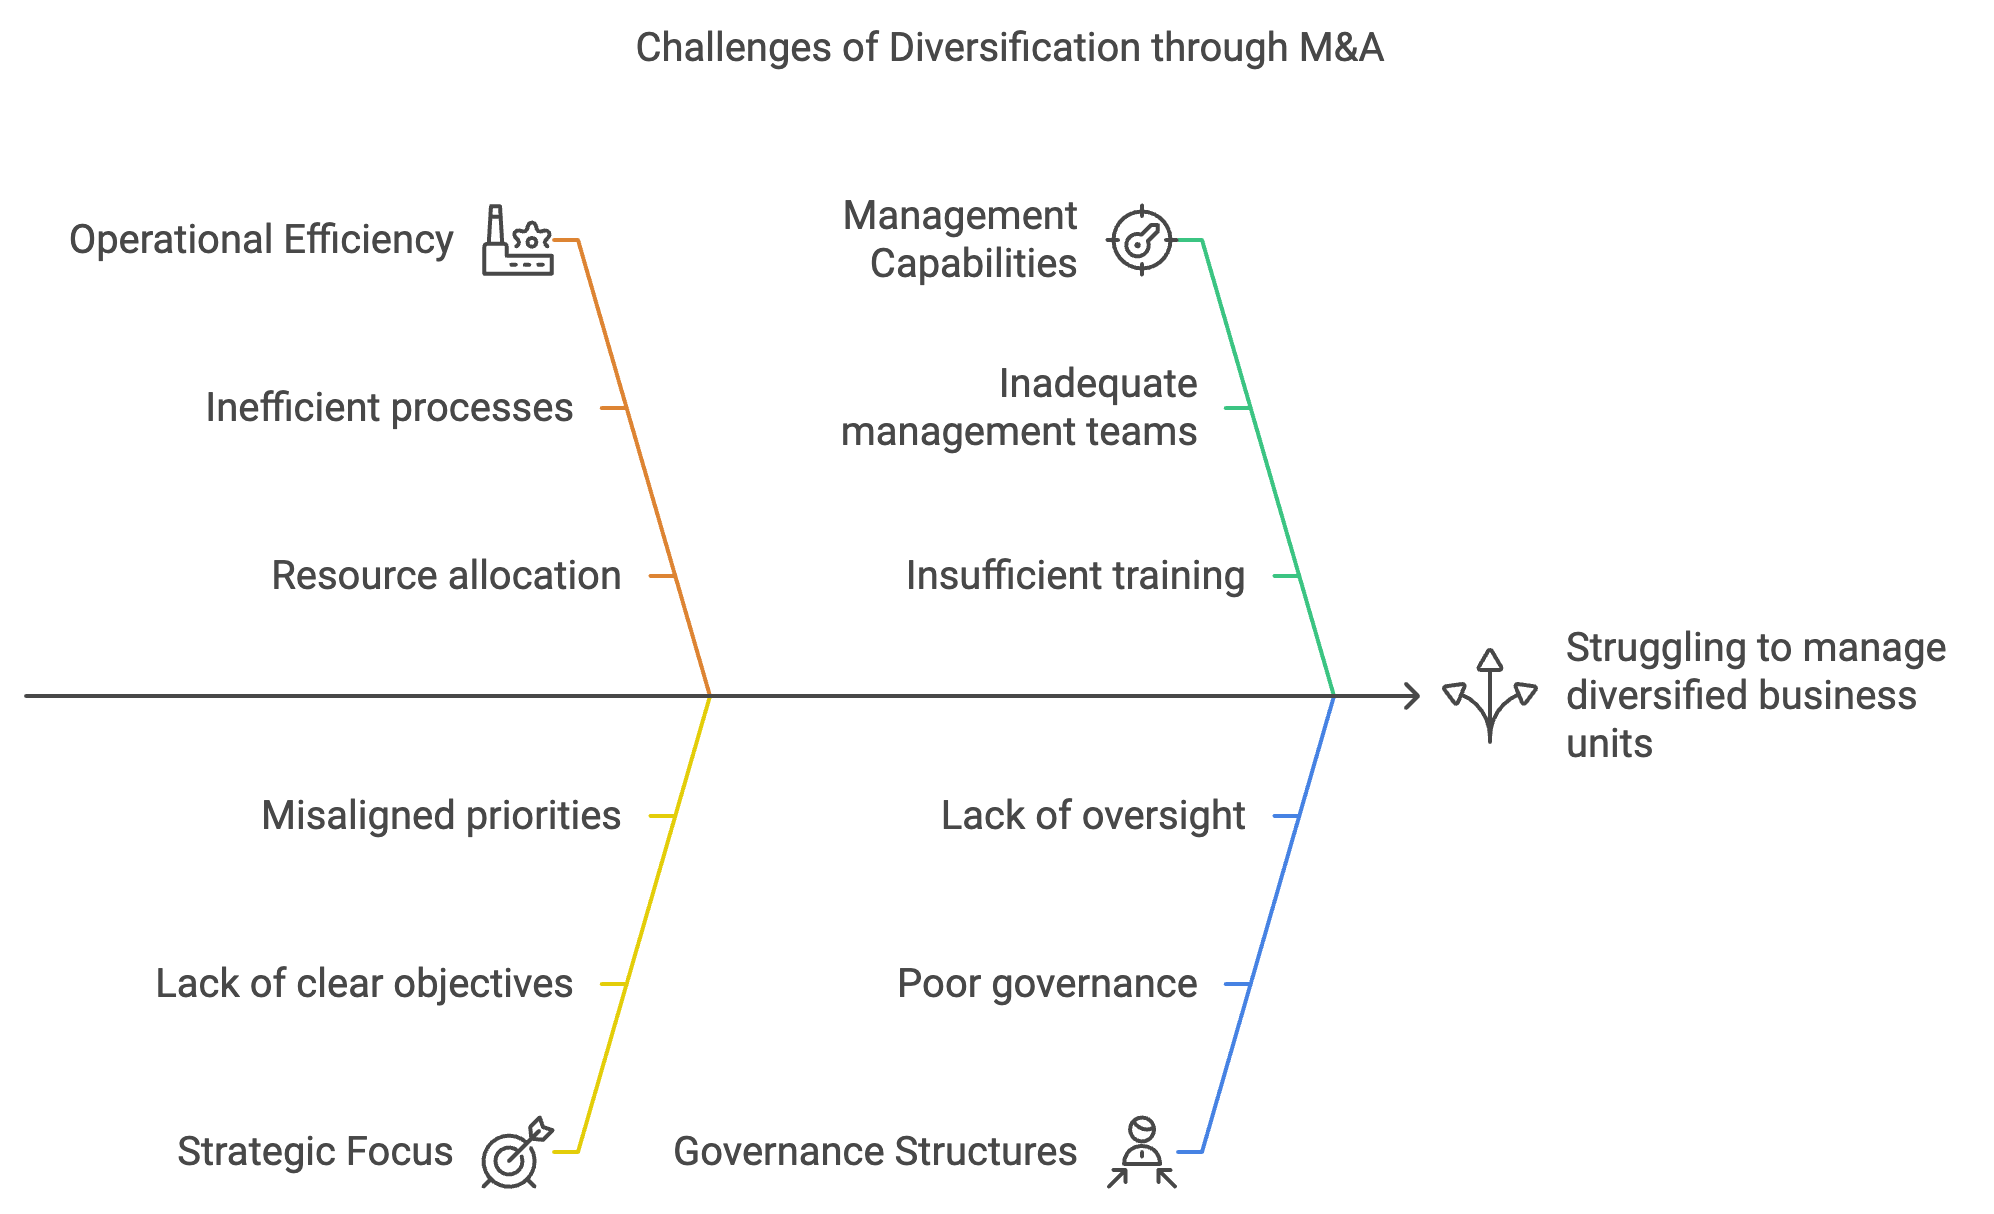 Challenges of Diversification through M&A
Operational Efficiency
Inefficient processes
Resource allocation
Management
Capabilities
Inadequate
management teams
Insufficient training
Struggling to manage
diversified business
units
Misaligned priorities
Lack of clear objectives
Strategic Focus
Lack of oversight
Poor governance
Governance Structures